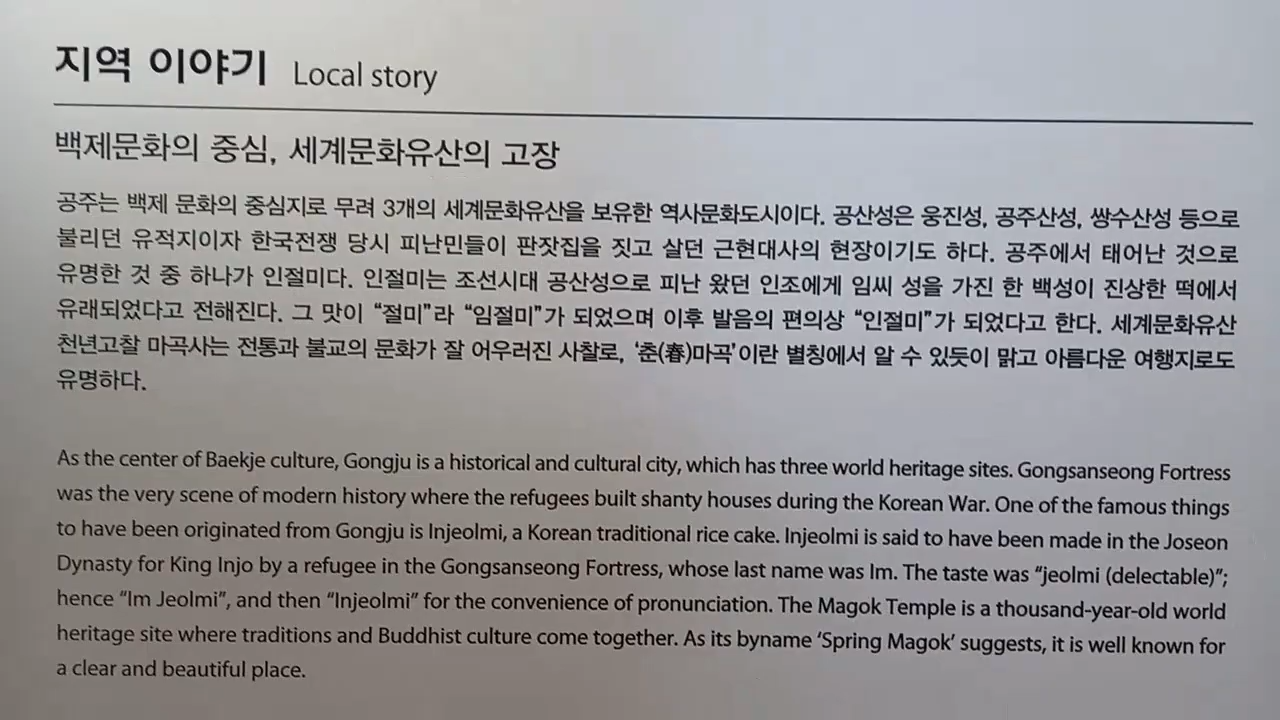 지역 이야기 Local story
백제문화의 중심, 세계문화유산의 고장
공주는 백제 문화의 중심지로 무려 3개의 세계문화유산을 보유한 역사문화도시이다. 공산성은 웅진성, 공주산성, 쌍수산성 등으로
불리던 유적지이자 한국전쟁 당시 피난민들이 판잣집을 짓고 살던 근현대사의 현장이기도 하다. 공주에서 태어난 것으로
유명한 것 중 하나가 인절미다. 인절미는 조선시대 공산성으로 피난 왔던 인조에게 임씨 성을 가진 한 백성이 진상한 떡에서
유래되었다고 전해진다. 그 맛이 “절미”라 “임절미”가 되었으며 이후 발음의 편의상 “인절미”가 되었다고 한다. 세계문화유산
천년고찰 마곡사는 전통과 불교의 문화가 잘 어우러진 사찰로, ‘춘(春)마곡’이란 별칭에서 알 수 있듯이 맑고 아름다운 여행지로도
유명하다.
As the center of Baekje culture, Gongju is a historical and cultural city, which has three world heritage sites. Gongsanseong Fortress
was the very scene of modern history where the refugees built shanty houses during the Korean War. One of the famous things
to have been originated from Gongju is Injeolmi, a Korean traditional rice cake. Injeolmi is said to have been made in the Joseon
Dynasty for King Injo by a refugee in the Gongsanseong Fortress, whose last name was Im. The taste was “jeolmi (delectable)”;
hence “Im Jeolmi”, and then “Injeolmi” for the convenience of pronunciation. The Magok Temple is a thousand-year-old world
heritage site where traditions and Buddhist culture come together. As its byname ‘Spring Magok’ suggests, it is well known for
a clear and beautiful place.